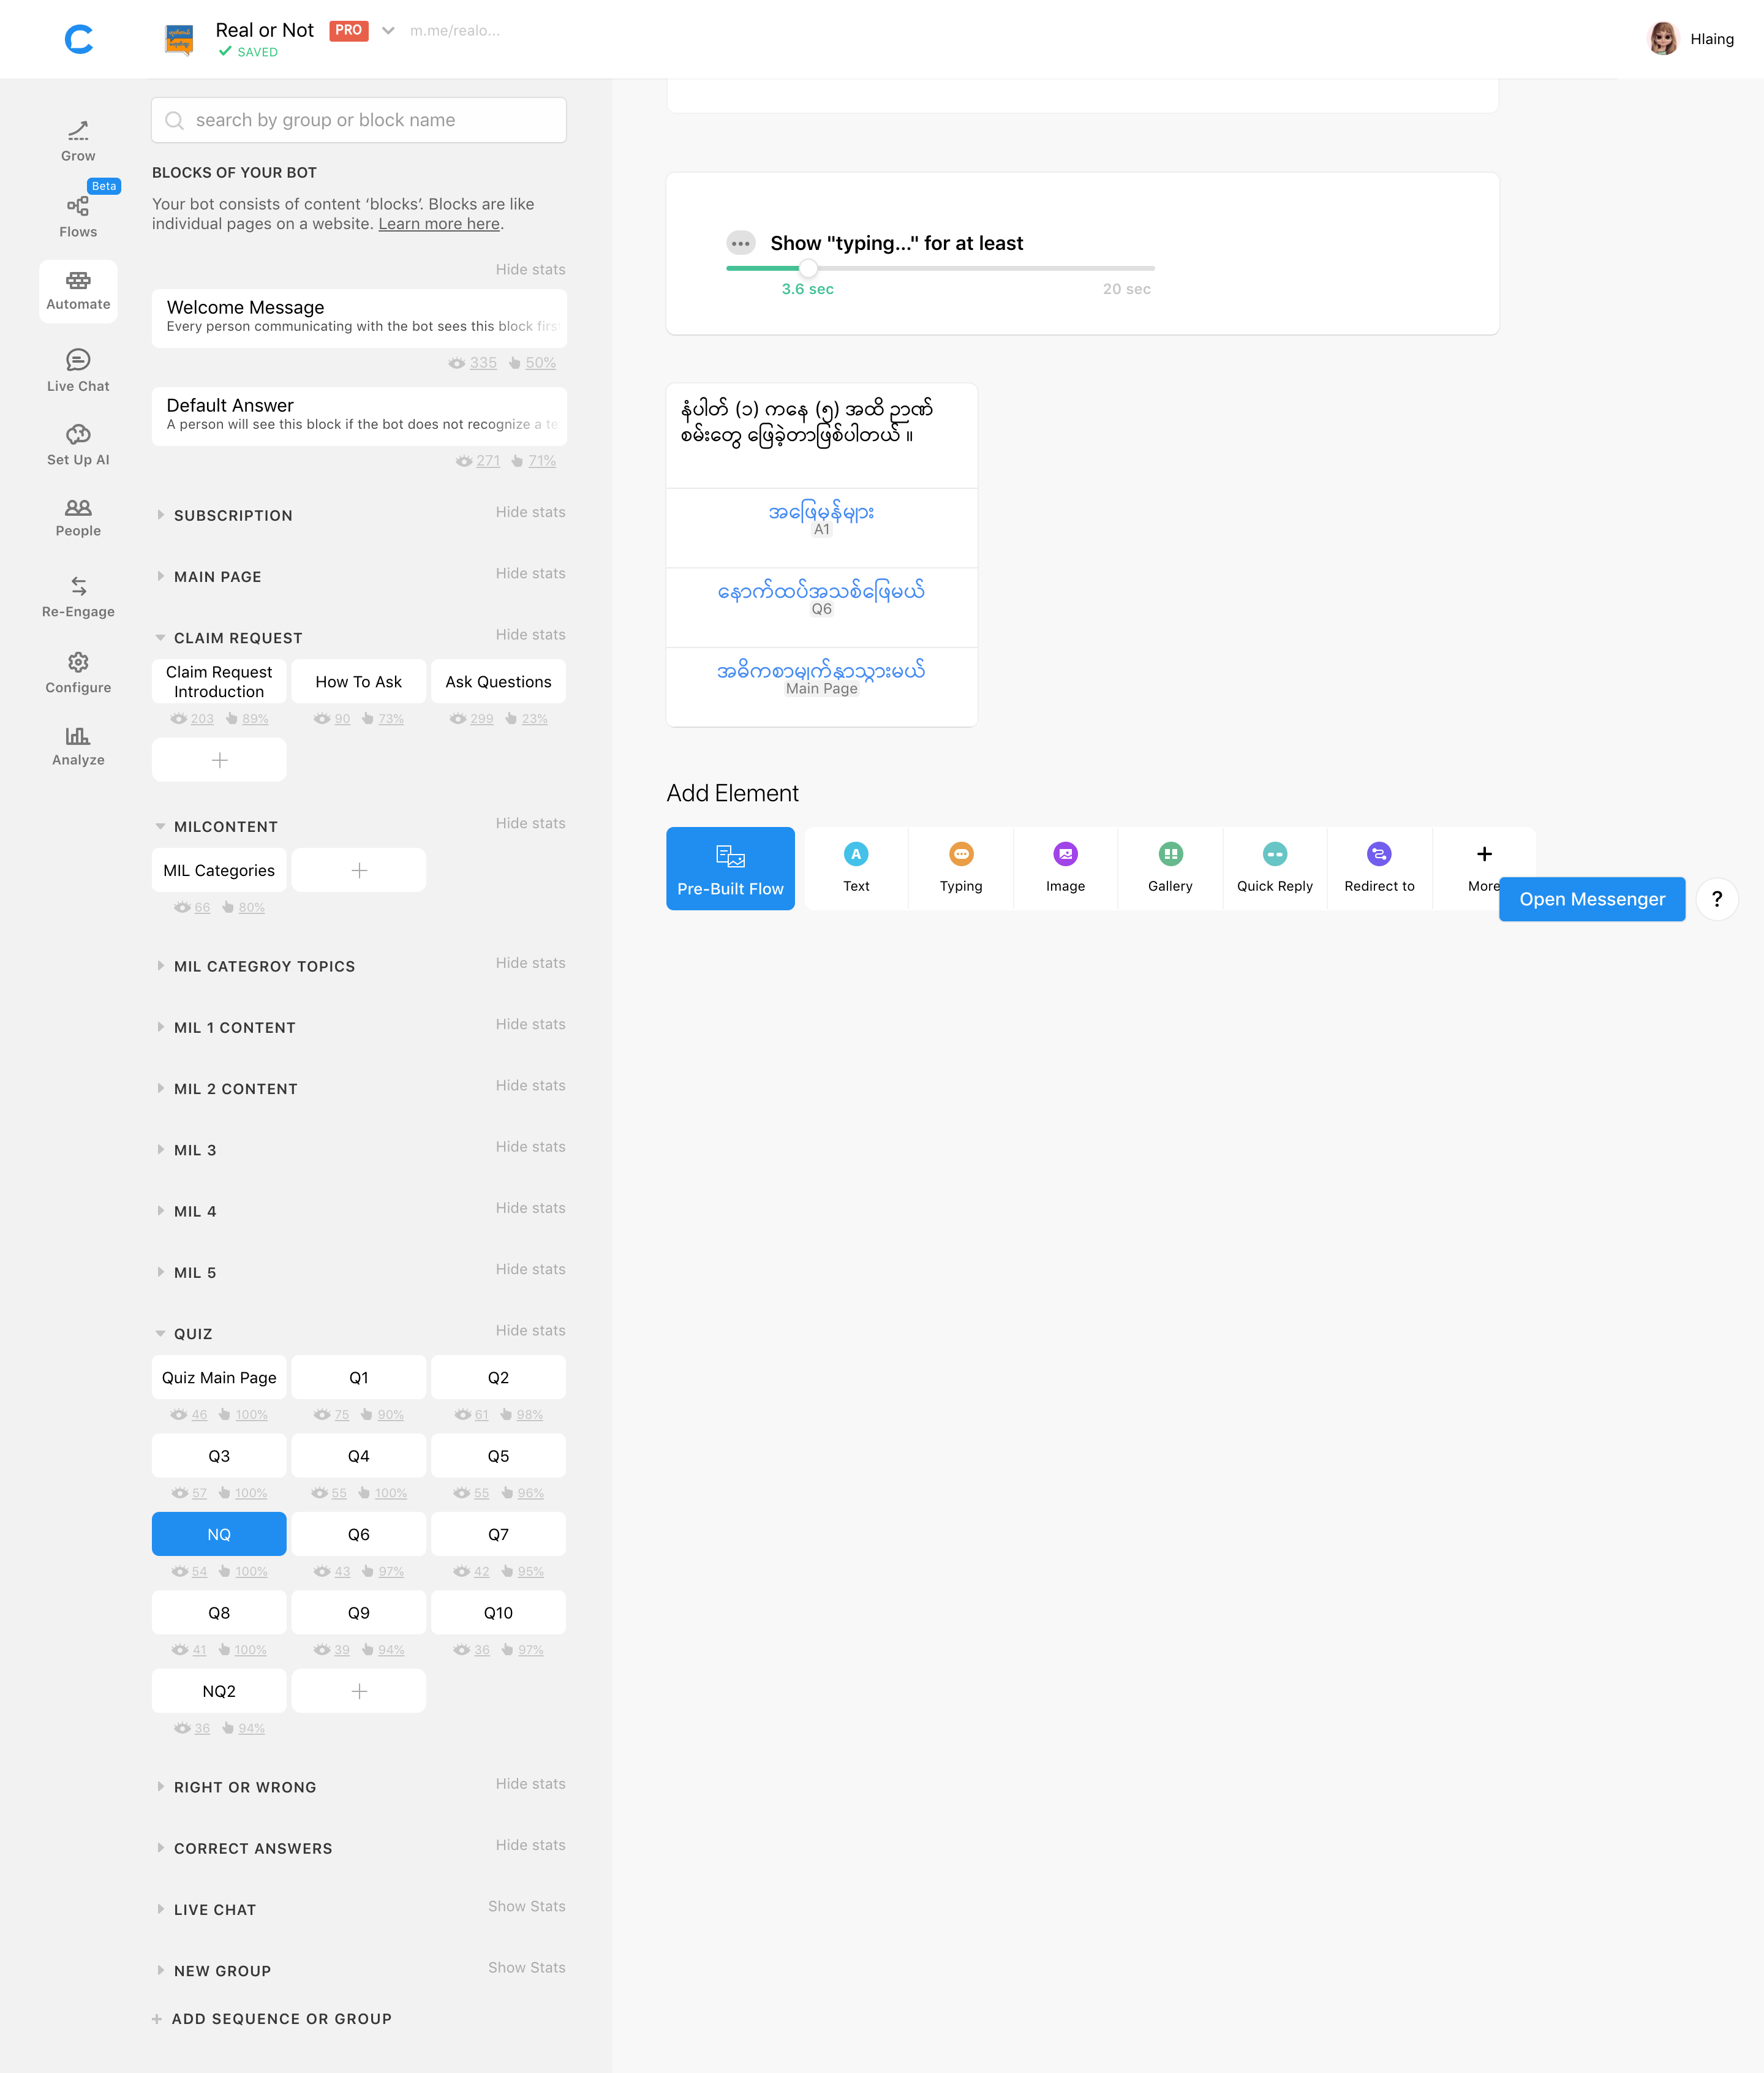 Real or Not PRO m.me/realo...
SAVED
Hlaing
Grow
Beta
Flows
Automate
Live Chat
Set Up AI
People
Re-Engage
Configure
Analyze
search by group or block name
BLOCKS OF YOUR BOT
Your bot consists of content ‘blocks’. Blocks are like
individual pages on a website. Learn more here.
Hide stats
Welcome Message
Every person communicating with the bot sees this block first
335 50%
Default Answer
A person will see this block if the bot does not recognize a te
271 71%
SUBSCRIPTION Hide stats
MAIN PAGE Hide stats
CLAIM REQUEST Hide stats
Claim Request
Introduction
How To Ask
Ask Questions
203 89% 90 73% 299 23%
MILCONTENT Hide stats
MIL Categories
66 80%
MIL CATEGROY TOPICS Hide stats
MIL 1 CONTENT Hide stats
MIL 2 CONTENT Hide stats
MIL 3 Hide stats
MIL 4 Hide stats
MIL 5 Hide stats
QUIZ Hide stats
Quiz Main Page Q1 Q2
46 100% 75 90% 61 98%
Q3 Q4 Q5
57 100% 55 100% 55 96%
NQ Q6 Q7
54 100% 43 97% 42 95%
Q8 Q9 Q10
41 100% 39 94% 36 97%
NQ2
36 94%
RIGHT OR WRONG Hide stats
CORRECT ANSWERS Hide stats
LIVE CHAT Show Stats
NEW GROUP Show Stats
+ ADD SEQUENCE OR GROUP
Show "typing..." for at least
3.6 sec 20 sec
နံပါတ် (၁) ကနေ (၅) အထိ ဉာဏ်
စမ်းတွေ ဖြေခဲ့တာဖြစ်ပါတယ် ။
အဖြေမှန်များ
A1
နောက်ထပ်အသစ်ဖြေမယ်
Q6
အဓိကစာမျက်နှာသွားမယ်
Main Page
Add Element
Pre-Built Flow
Text
Typing
Image
Gallery
Quick Reply
Redirect to
More
Open Messenger
?